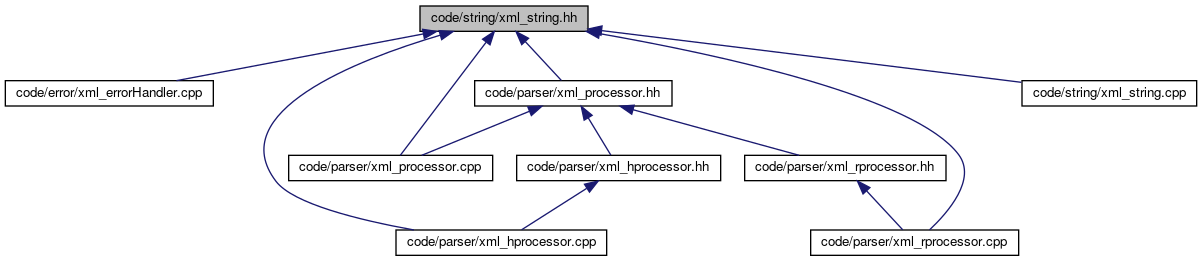 code/string/xml_string.hh
code/error/xml_errorHandler.cpp
code/parser/xml_processor.hh
code/string/xml_string.cpp
code/parser/xml_processor.cpp
code/parser/xml_hprocessor.hh
code/parser/xml_rprocessor.hh
code/parser/xml_hprocessor.cpp
code/parser/xml_rprocessor.cpp